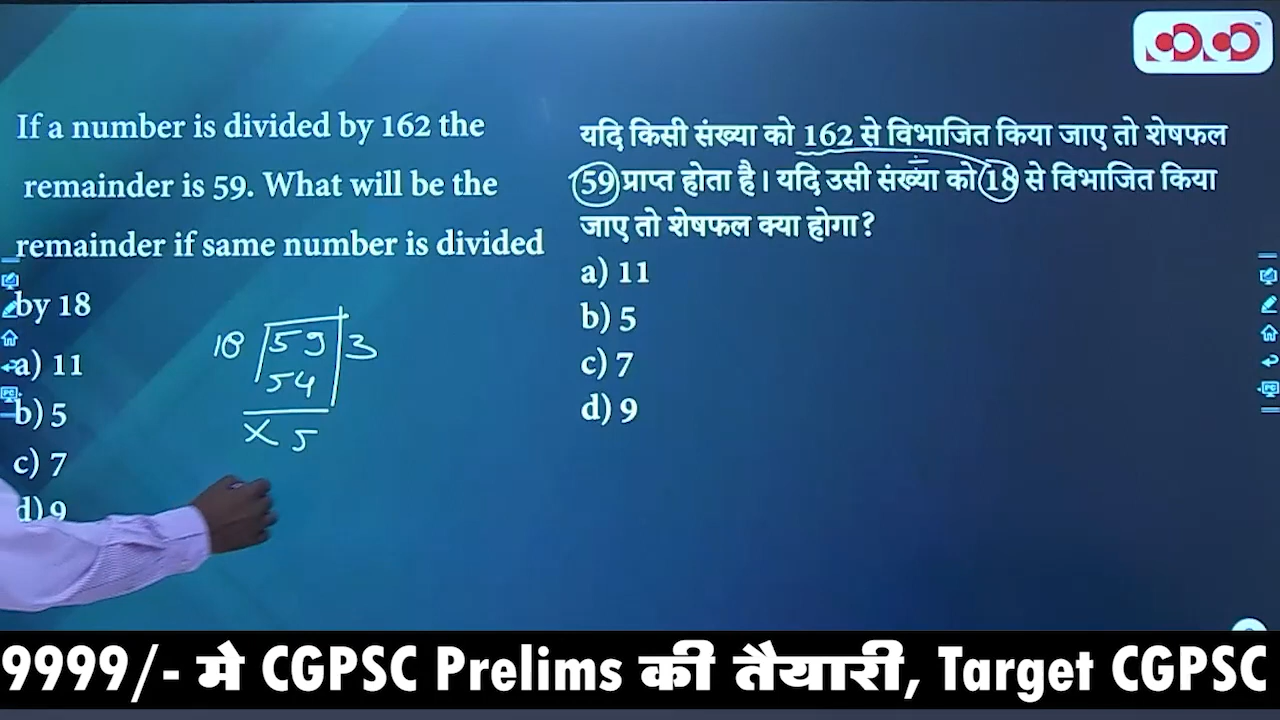 If a number is divided by 162 the
remainder is 59. What will be the
remainder if same number is divided
by 18
a) 11
b) 5
c) 7
d) 9
18 59 3
54
x 5
यदि किसी संख्या को 162 से विभाजित किया जाए तो शेषफल
59 प्राप्त होता है। यदि उसी संख्या को 18 से विभाजित किया
जाए तो शेषफल क्या होगा?
a) 11
b) 5
c) 7
d) 9
9999/- मे CGPSC Prelims की तैयारी, Target CGPSC